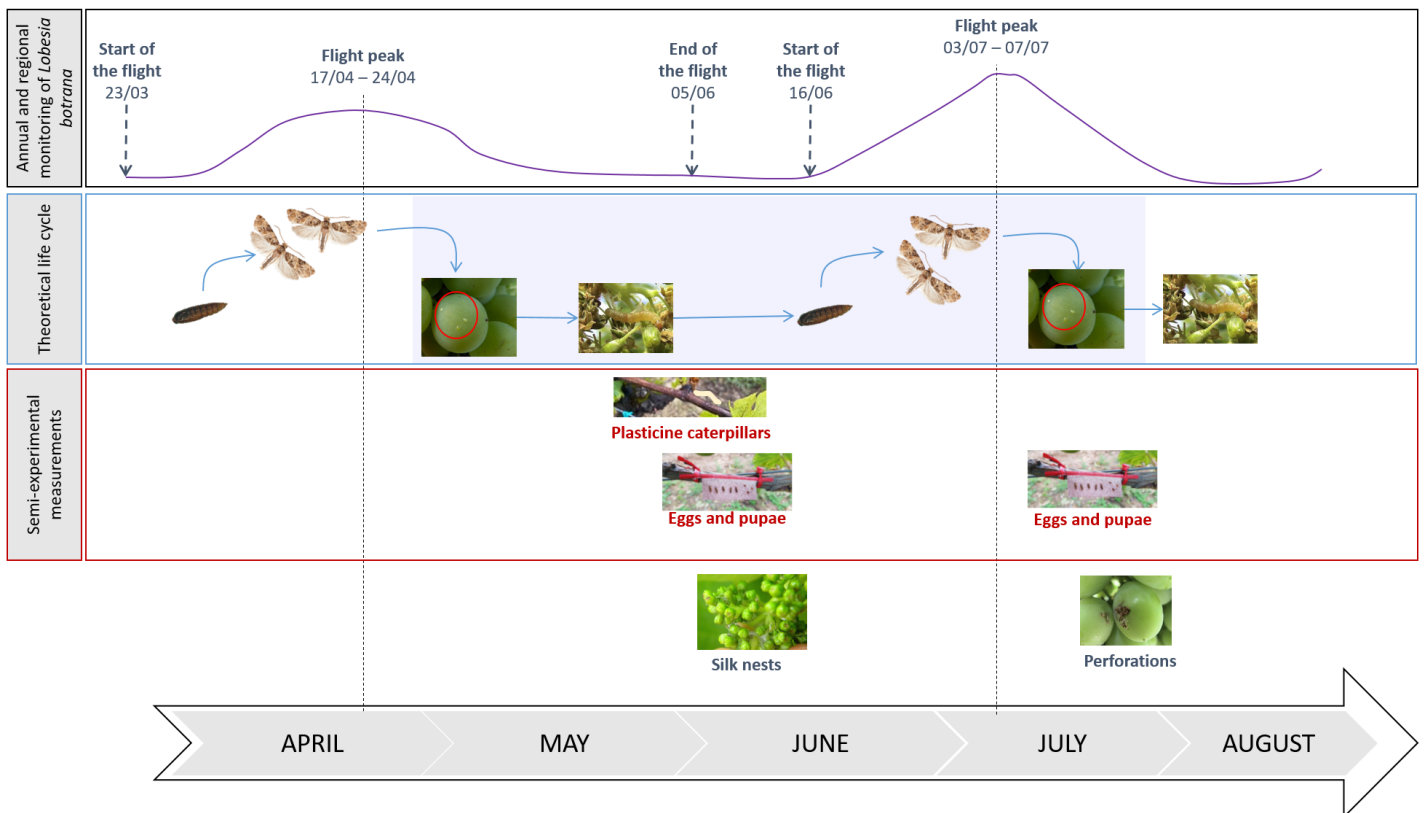 Annual and regional
monitoring of Lobesia
botrana
Start of
the flight
23/03
Flight peak
17/04 – 24/04
End of
the flight
05/06
Start of
the flight
16/06
Flight peak
03/07 – 07/07
Theoretical life cycle
Semi-experimental
measurements
Plasticine caterpillars
Eggs and pupae
Eggs and pupae
Silk nests
Perforations
APRIL
MAY
JUNE
JULY
AUGUST